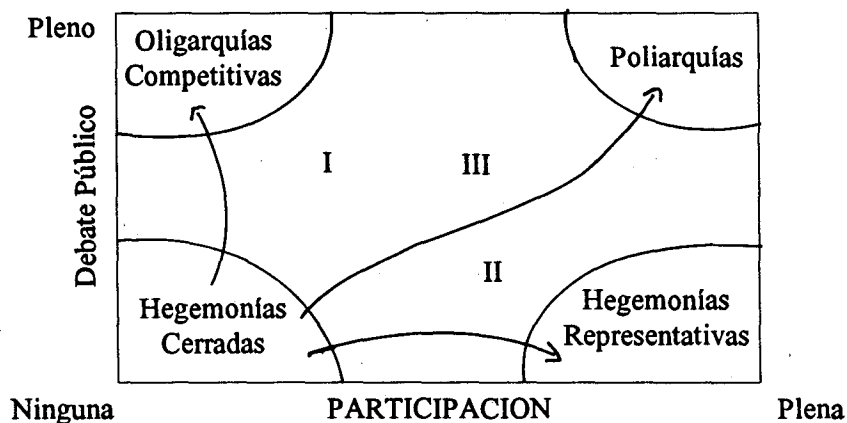 Pleno
Oligarquías
Competitivas
Poliarquías
Debate Público
I
III
II
Hegemonías
Cerradas
Hegemonías
Representativas
Ninguna
PARTICIPACION
Plena